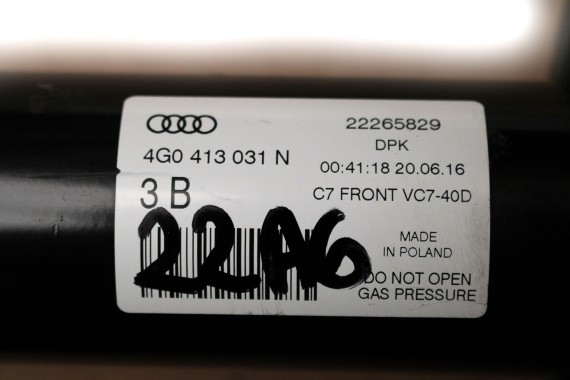 22265829
4G0 413 031 N
DPK
00:41:18 20.06.16
3 B
C7 FRONT VC7-40D
22A6
MADE
IN POLAND
DO NOT OPEN
GAS PRESSURE